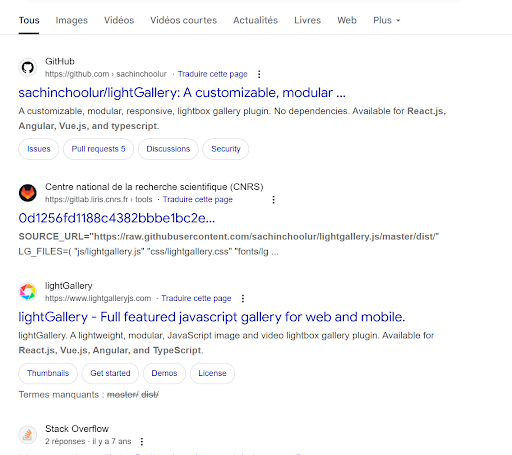 Tous Images Vidéos Vidéos courtes Actualités Livres Web Plus
GitHub
https://github.com › sachinchoolur · Traduire cette page
sachinchoolur/lightGallery: A customizable, modular ...
A customizable, modular, responsive, lightbox gallery plugin. No dependencies. Available for React.js,
Angular, Vue.js, and typescript.
Issues Pull requests 5 Discussions Security
Centre national de la recherche scientifique (CNRS)
https://gitlab.liris.cnrs.fr › tools · Traduire cette page
0d1256fd1188c4382bbbe1bc2e...
SOURCE_URL="https://raw.githubusercontent.com/sachinchoolur/lightgallery.js/master/dist/"
LG_FILES=( "js/lightgallery.js" "css/lightgallery.css" "fonts/lg ...
lightGallery
https://www.lightgalleryjs.com · Traduire cette page
lightGallery - Full featured javascript gallery for web and mobile.
lightGallery. A lightweight, modular, JavaScript image and video lightbox gallery plugin. Available for
React.js, Vue.js, Angular, and TypeScript.
Thumbnails Get started Demos License
Termes manquants : master/ dist/
Stack Overflow
2 réponses · il y a 7 ans